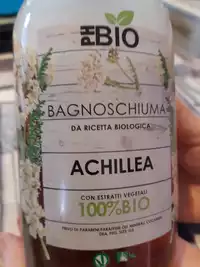 PH BIO
BAGNOSCHIUMA
DA RICETTA BIOLOGICA
ACHILLEA
CON ESTRATTI VEGETALI
100%BIO